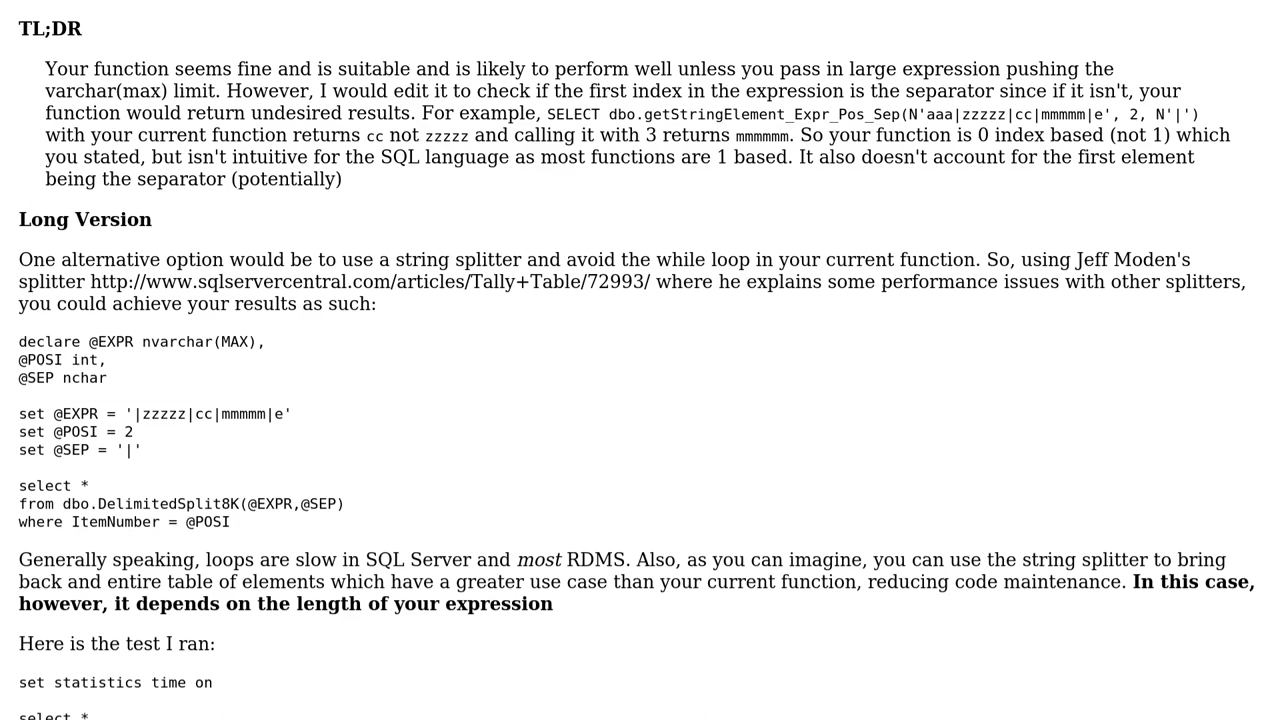 TL;DR
Your function seems fine and is suitable and is likely to perform well unless you pass in large expression pushing the
varchar(max) limit. However, I would edit it to check if the first index in the expression is the separator since if it isn't, your
function would return undesired results. For example, SELECT dbo.getStringElement_Expr_Pos_Sep(N'aaa|zzzzz|cc|mmmmm|e', 2, N'|')
with your current function returns cc not zzzzz and calling it with 3 returns mmmmmm. So your function is 0 index based (not 1) which
you stated, but isn't intuitive for the SQL language as most functions are 1 based. It also doesn't account for the first element
being the separator (potentially)
Long Version
One alternative option would be to use a string splitter and avoid the while loop in your current function. So, using Jeff Moden's
splitter http://www.sqlservercentral.com/articles/Tally+Table/72993/ where he explains some performance issues with other splitters,
you could achieve your results as such:
declare @EXPR nvarchar(MAX),
@POSI int,
@SEP nchar
set @EXPR = '|zzzzz|cc|mmmmm|e'
set @POSI = 2
set @SEP = '|'
select *
from dbo.DelimitedSplit8K(@EXPR,@SEP)
where ItemNumber = @POSI
Generally speaking, loops are slow in SQL Server and most RDMS. Also, as you can imagine, you can use the string splitter to bring
back and entire table of elements which have a greater use case than your current function, reducing code maintenance. In this case,
however, it depends on the length of your expression
Here is the test I ran:
set statistics time on
select *